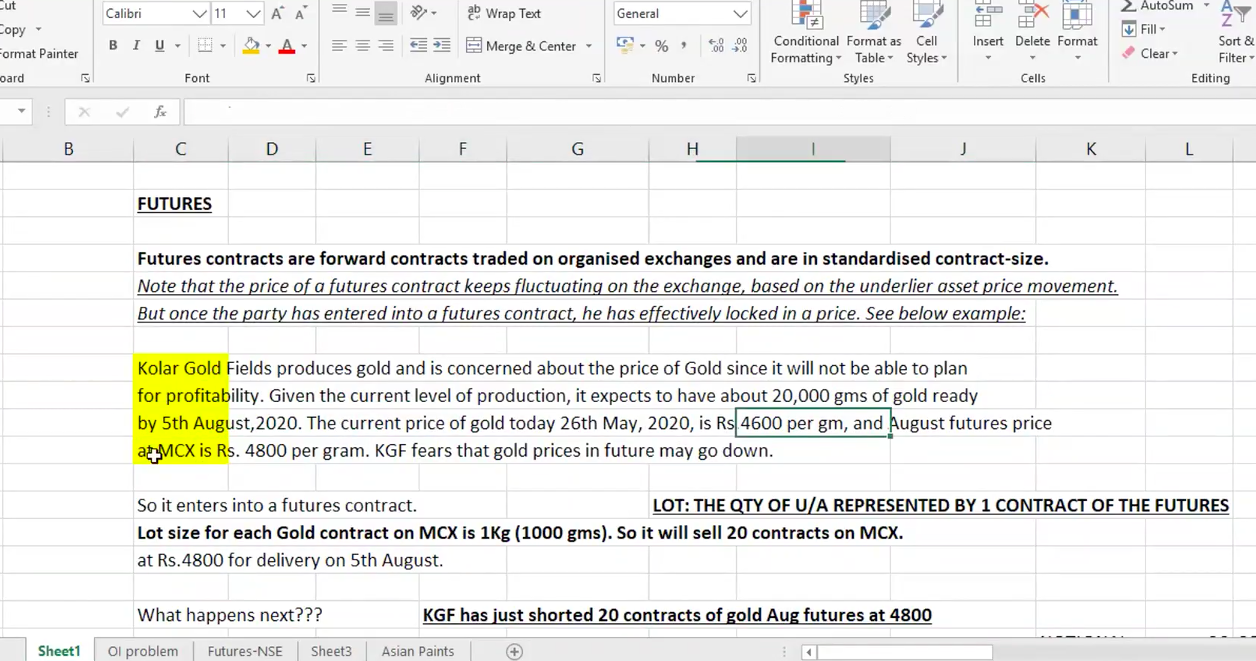 Cut
Copy
Format Painter
Calibri 11 A A
B I U A
Font
ab Wrap Text
Merge & Center
Alignment
General
% ,
Number
Conditional Formatting
Format as Table
Cell Styles
Styles
Insert
Delete
Format
Cells
AutoSum
Fill
Clear
Sort &
Filter
Editing
fx
B C D E F G H I J K L
FUTURES
Futures contracts are forward contracts traded on organised exchanges and are in standardised contract-size.
Note that the price of a futures contract keeps fluctuating on the exchange, based on the underlier asset price movement.
But once the party has entered into a futures contract, he has effectively locked in a price. See below example:
Kolar Gold Fields produces gold and is concerned about the price of Gold since it will not be able to plan
for profitability. Given the current level of production, it expects to have about 20,000 gms of gold ready
by 5th August,2020. The current price of gold today 26th May, 2020, is Rs.4600 per gm, and August futures price
at MCX is Rs. 4800 per gram. KGF fears that gold prices in future may go down.
So it enters into a futures contract. LOT: THE QTY OF U/A REPRESENTED BY 1 CONTRACT OF THE FUTURES
Lot size for each Gold contract on MCX is 1Kg (1000 gms). So it will sell 20 contracts on MCX.
at Rs.4800 for delivery on 5th August.
What happens next??? KGF has just shorted 20 contracts of gold Aug futures at 4800
Sheet1 OI problem Futures-NSE Sheet3 Asian Paints